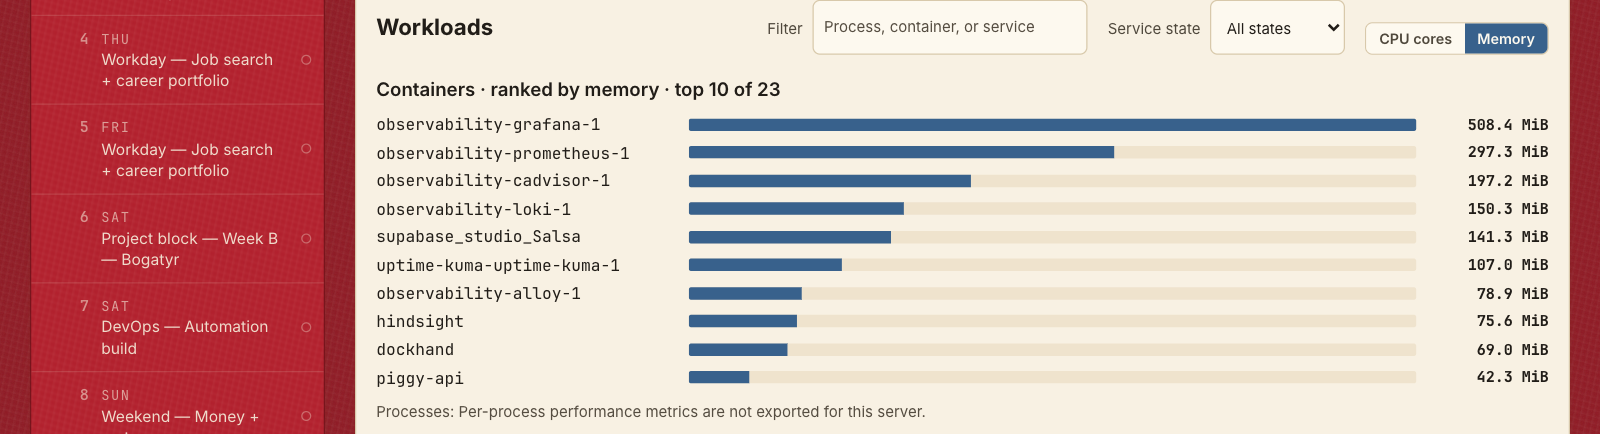 4 THU
Workday — Job search
+ career portfolio
5 FRI
Workday — Job search
+ career portfolio
6 SAT
Project block — Week B
— Bogatyr
7 SAT
DevOps — Automation
build
8 SUN
Weekend — Money +
Workloads
Filter
Process, container, or service
Service state
All states
CPU cores
Memory
Containers · ranked by memory · top 10 of 23
observability-grafana-1 508.4 MiB
observability-prometheus-1 297.3 MiB
observability-cadvisor-1 197.2 MiB
observability-loki-1 150.3 MiB
supabase_studio_Salsa 141.3 MiB
uptime-kuma-uptime-kuma-1 107.0 MiB
observability-alloy-1 78.9 MiB
hindsight 75.6 MiB
dockhand 69.0 MiB
piggy-api 42.3 MiB
Processes: Per-process performance metrics are not exported for this server.